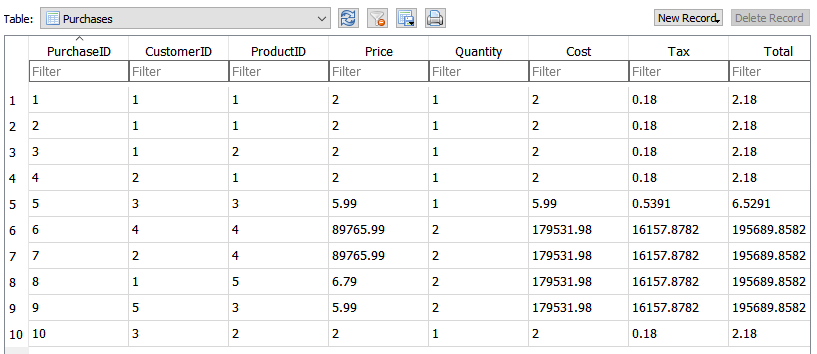 Table: Purchases New Record Delete Record
PurchaseID CustomerID ProductID Price Quantity Cost Tax Total
Filter Filter Filter Filter Filter Filter Filter Filter
1 1 1 1 2 1 2 0.18 2.18
2 2 1 1 2 1 2 0.18 2.18
3 3 1 2 2 1 2 0.18 2.18
4 4 2 1 2 1 2 0.18 2.18
5 5 3 3 5.99 1 5.99 0.5391 6.5291
6 6 4 4 89765.99 2 179531.98 16157.8782 195689.8582
7 7 2 4 89765.99 2 179531.98 16157.8782 195689.8582
8 8 1 5 6.79 2 179531.98 16157.8782 195689.8582
9 9 5 3 5.99 2 179531.98 16157.8782 195689.8582
10 10 3 2 2 1 2 0.18 2.18